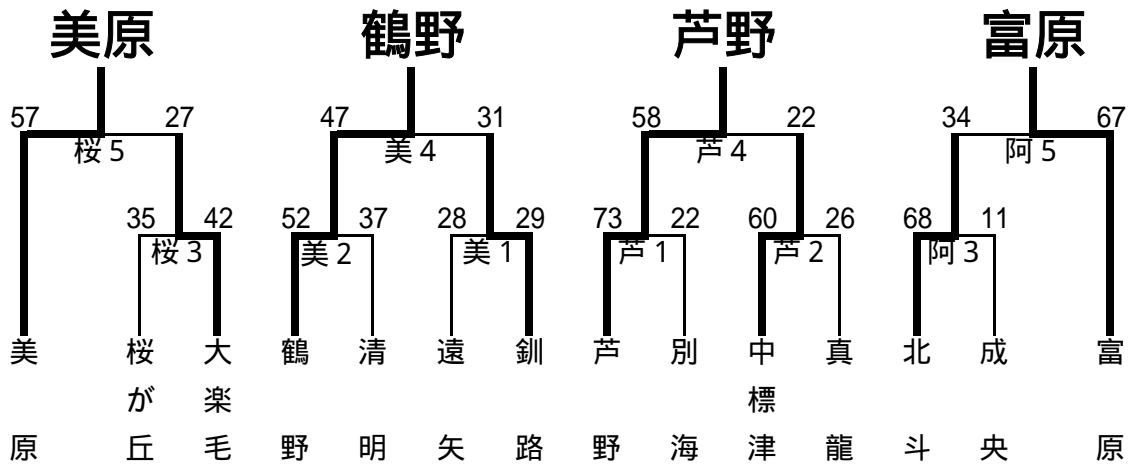 美原 鶴野 芦野 富原
57 27 47 31 58 22 34 67
桜5 美4 芦4 阿5
35 42 52 37 28 29 73 22 60 26 68 11
桜3 美2 美1 芦1 芦2 阿3
美原 桜が丘 大楽毛 鶴野 清明 遠矢 釧路 芦野 別海 中標津 真龍 北斗 成央 富原